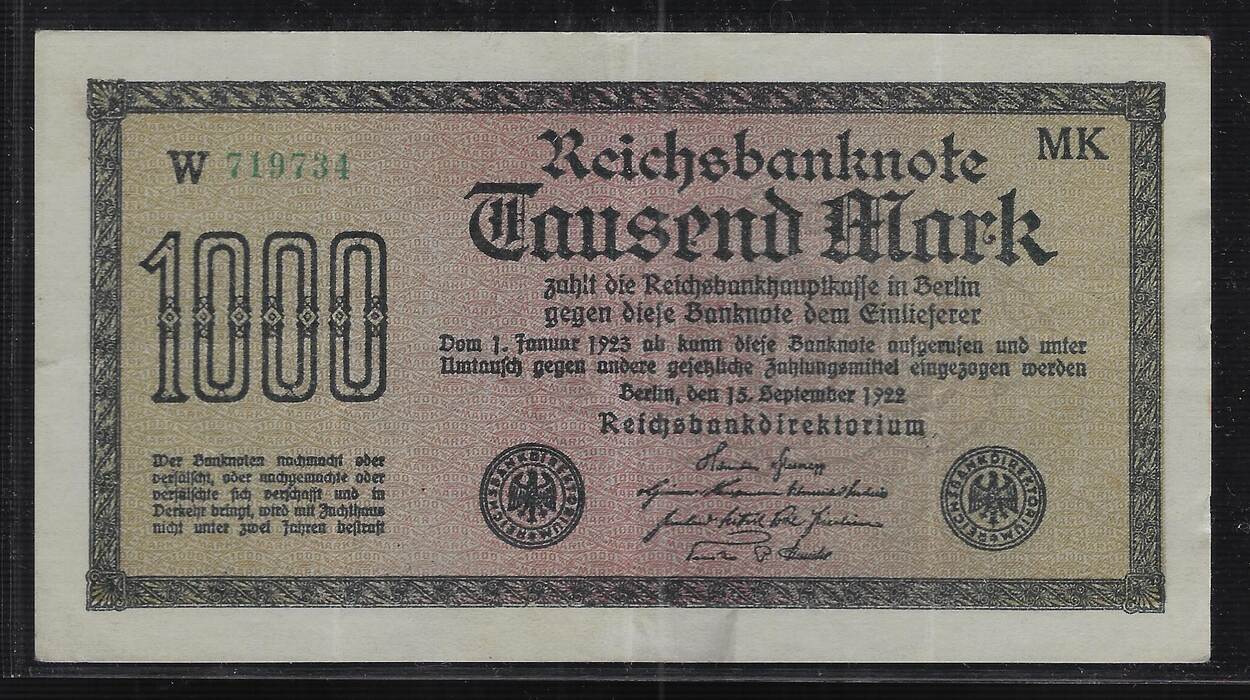 W 719734
MK
Reichsbanknote
Tausend Mark
zahlt die Reichsbankhauptkasse in Berlin
gegen diese Banknote dem Einlieferer
Vom 1. Januar 1923 ab kann diese Banknote aufgerufen und unter
Umtausch gegen andere gesetzliche Zahlungsmittel eingezogen werden
Berlin, den 15. September 1922
Reichsbankdirektorium
1000
Wer Banknoten nachmacht oder
verfälscht, oder nachgemachte oder
verfälschte sich verschafft und in
Verkehr bringt, wird mit Zuchthaus
nicht unter zwei Jahren bestraft
REICHSBANKDIREKTORIUM
REICHSBANKDIREKTORIUM